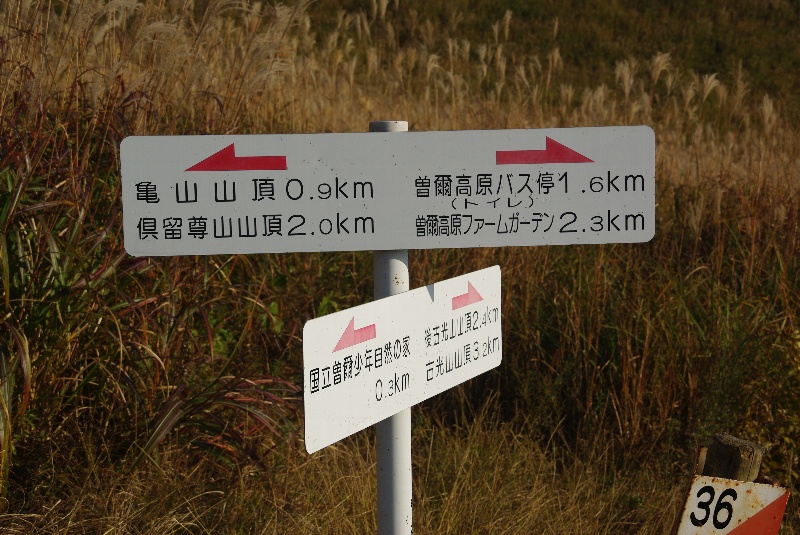 亀山山頂0.9km
倶留尊山山頂2.0km
曽爾高原バス停1.6km
(トイレ)
曽爾高原ファームガーデン2.3km
国立曽爾少年自然の家
0.3km
後古光山山頂2.4km
古光山山頂3.2km
36